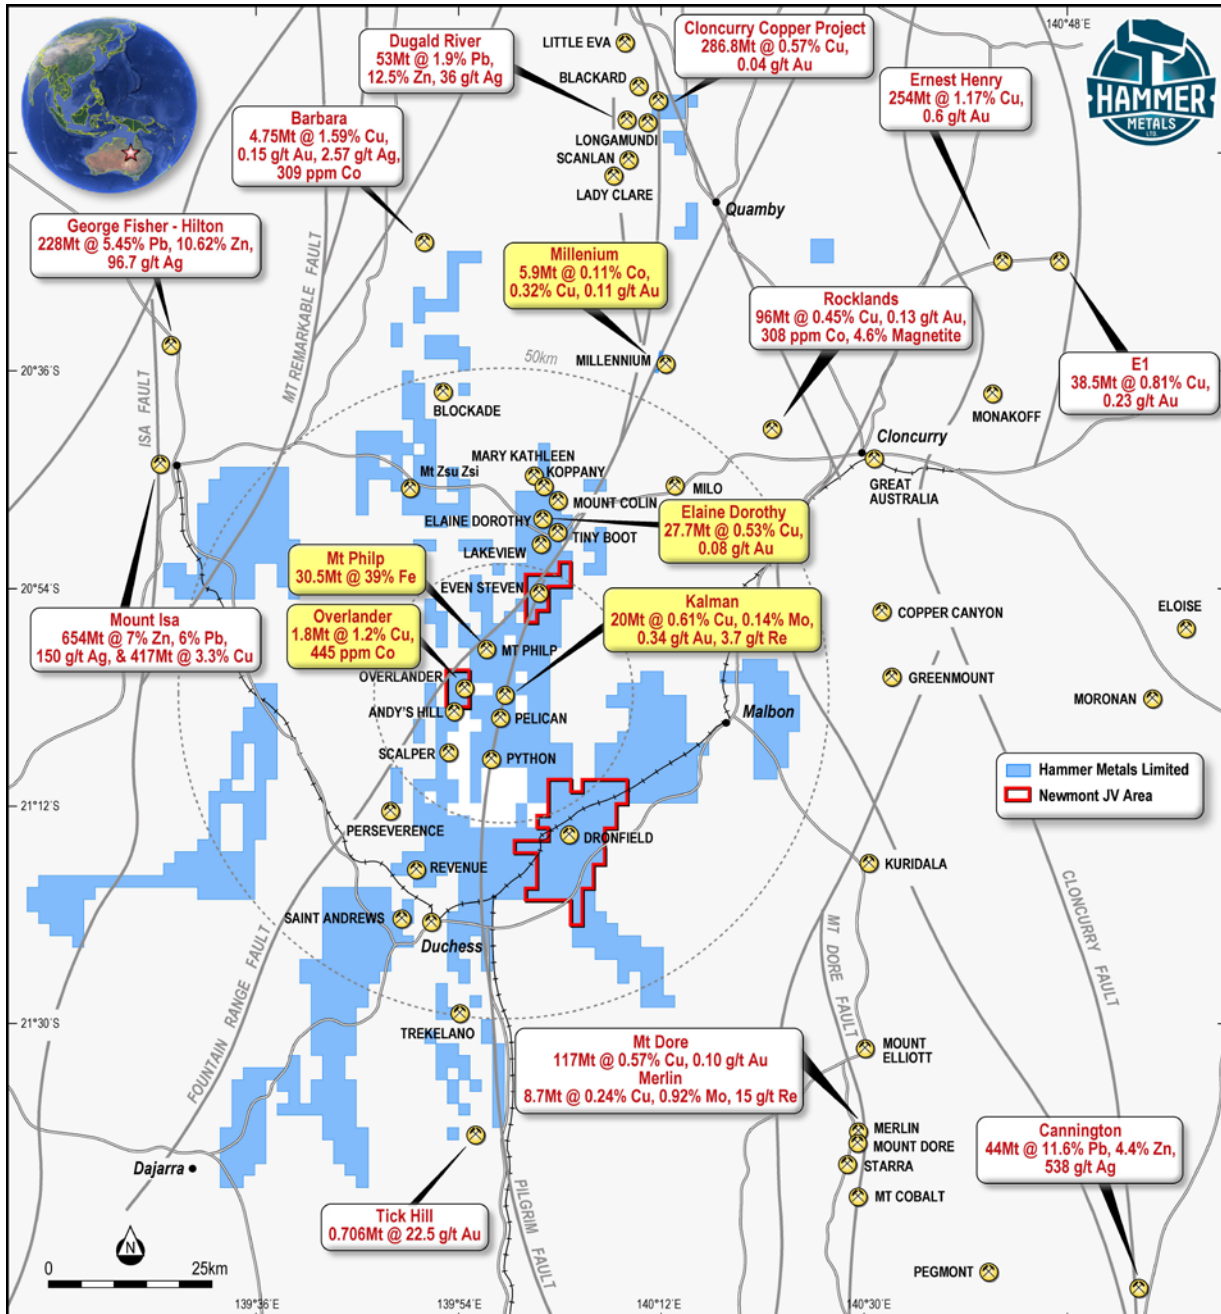 140°48´E
HAMMER
METALS
LTD.
Dugald River
53Mt @ 1.9% Pb,
12.5% Zn, 36 g/t Ag
LITTLE EVA
Cloncurry Copper Project
286.8Mt @ 0.57% Cu,
0.04 g/t Au
BLACKARD
Ernest Henry
254Mt @ 1.17% Cu,
0.6 g/t Au
Barbara
4.75Mt @ 1.59% Cu,
0.15 g/t Au, 2.57 g/t Ag,
309 ppm Co
LONGAMUNDI
SCANLAN
LADY CLARE
Quamby
George Fisher - Hilton
228Mt @ 5.45% Pb, 10.62% Zn,
96.7 g/t Ag
MT REMARKABLE FAULT
Millenium
5.9Mt @ 0.11% Co,
0.32% Cu, 0.11 g/t Au
Rocklands
96Mt @ 0.45% Cu, 0.13 g/t Au,
308 ppm Co, 4.6% Magnetite
50km
MILLENNIUM
20°36´S
E1
38.5Mt @ 0.81% Cu,
0.23 g/t Au
ISA FAULT
BLOCKADE
MONAKOFF
Cloncurry
MARY KATHLEEN
Mt Zsu Zsi
KOPPANY
MILO
GREAT
AUSTRALIA
MOUNT COLIN
ELAINE DOROTHY
Elaine Dorothy
27.7Mt @ 0.53% Cu,
0.08 g/t Au
TINY BOOT
LAKEVIEW
Mt Philp
30.5Mt @ 39% Fe
20°54´S
EVEN STEVEN
Kalman
20Mt @ 0.61% Cu, 0.14% Mo,
0.34 g/t Au, 3.7 g/t Re
Mount Isa
654Mt @ 7% Zn, 6% Pb,
150 g/t Ag, & 417Mt @ 3.3% Cu
Overlander
1.8Mt @ 1.2% Cu,
445 ppm Co
COPPER CANYON
ELOISE
MT PHILP
OVERLANDER
GREENMOUNT
MORONAN
ANDY'S HILL
PELICAN
Malbon
SCALPER
PYTHON
Hammer Metals Limited
Newmont JV Area
21°12´S
PERSEVERENCE
DRONFIELD
REVENUE
KURIDALA
SAINT ANDREWS
Duchess
FOUNTAIN RANGE FAULT
MT DORE FAULT
CLONCURRY FAULT
21°30´S
TREKELANO
Mt Dore
117Mt @ 0.57% Cu, 0.10 g/t Au
Merlin
8.7Mt @ 0.24% Cu, 0.92% Mo, 15 g/t Re
MOUNT
ELLIOTT
MERLIN
MOUNT DORE
STARRA
MT COBALT
Cannington
44Mt @ 11.6% Pb, 4.4% Zn,
538 g/t Ag
Dajarra
Tick Hill
0.706Mt @ 22.5 g/t Au
PILGRIM FAULT
N
0
25km
PEGMONT
139°36´E
139°54´E
140°12´E
140°30´E